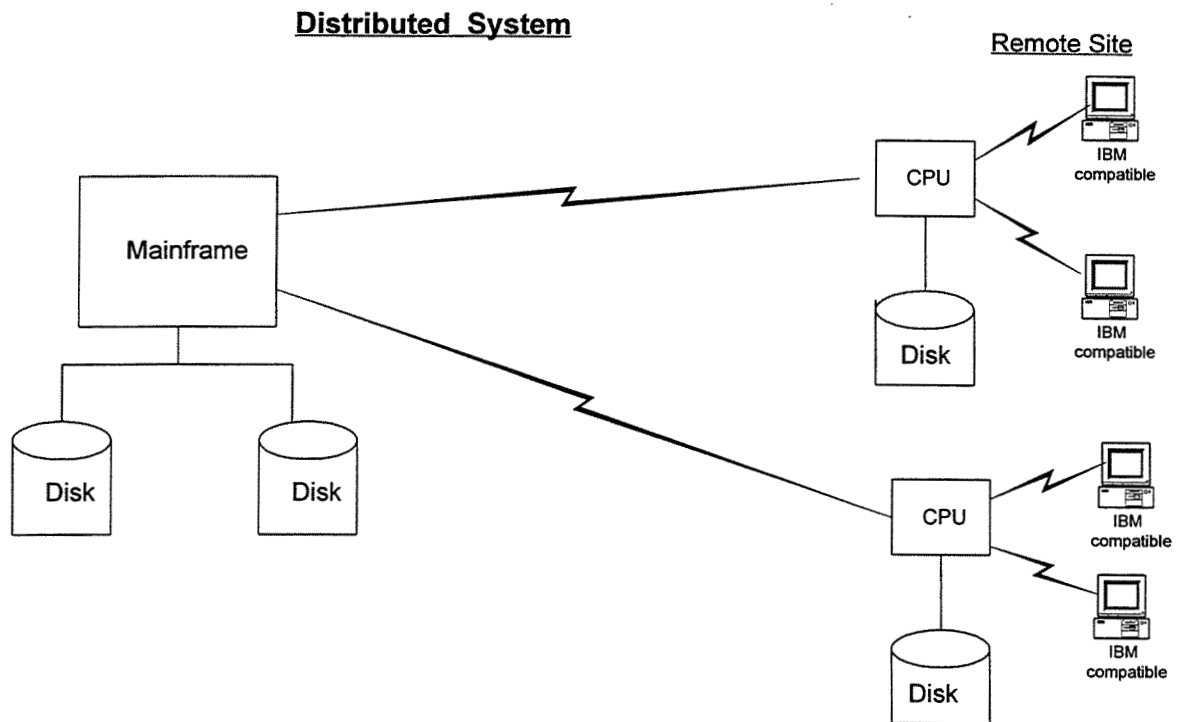 Distributed System
Remote Site
IBM
compatible
CPU
Mainframe
IBM
compatible
Disk
Disk
Disk
IBM
compatible
CPU
IBM
compatible
Disk